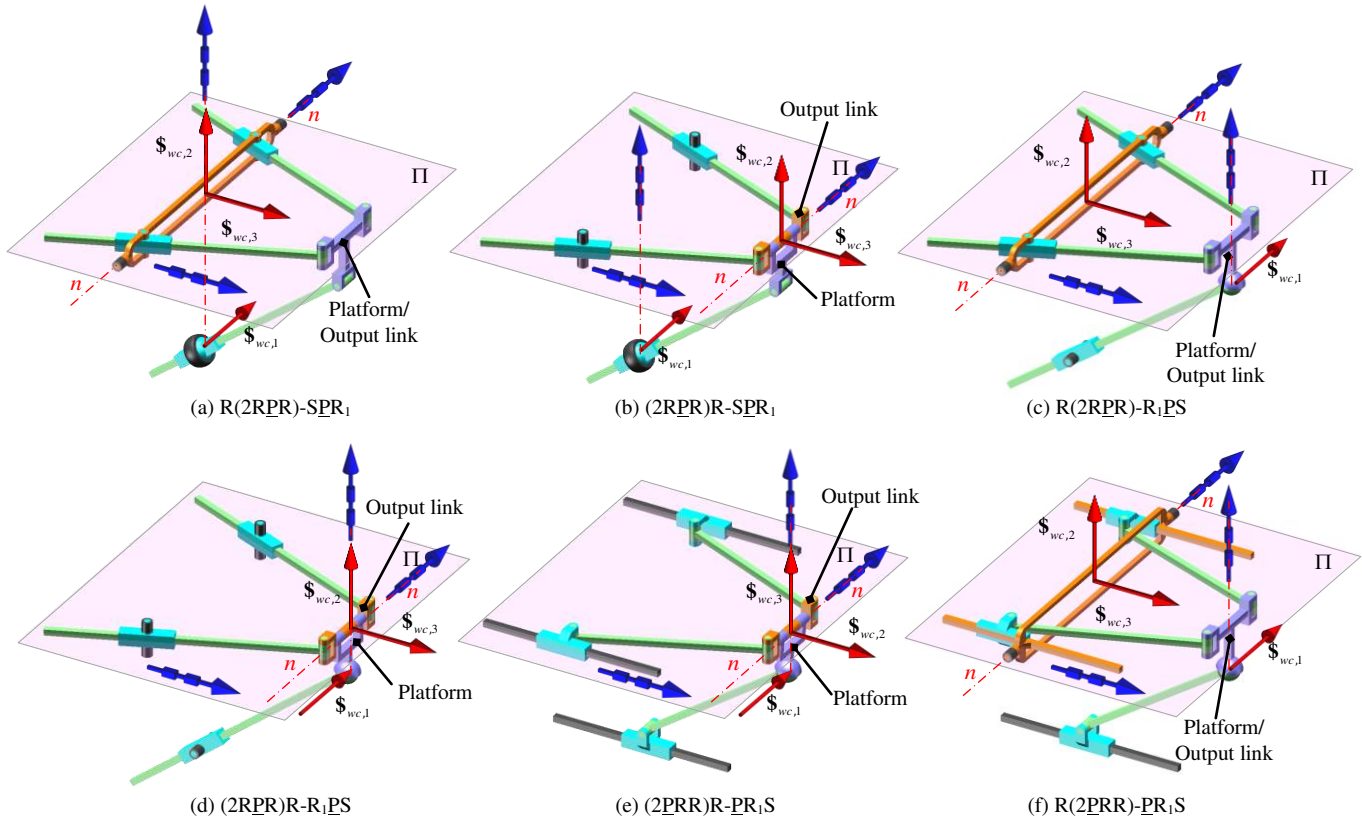 n
$wc,2
Π
$wc,3
n
Platform/
Output link
$wc,1
(a) R(2RPR)-SPR₁
Output link
$wc,2
Π
n
$wc,3
n
Platform
$wc,1
(b) (2RPR)R-SPR₁
n
$wc,2
Π
$wc,3
$wc,1
n
Platform/
Output link
(c) R(2RPR)-R₁PS
Output link
Π
$wc,2
n
$wc,3
n
Platform
$wc,1
(d) (2RPR)R-R₁PS
Output link
Π
$wc,3
n
$wc,2
n
Platform
$wc,1
(e) (2PRR)R-PR₁S
n
$wc,2
Π
$wc,3
$wc,1
n
Platform/
Output link
(f) R(2PRR)-PR₁S